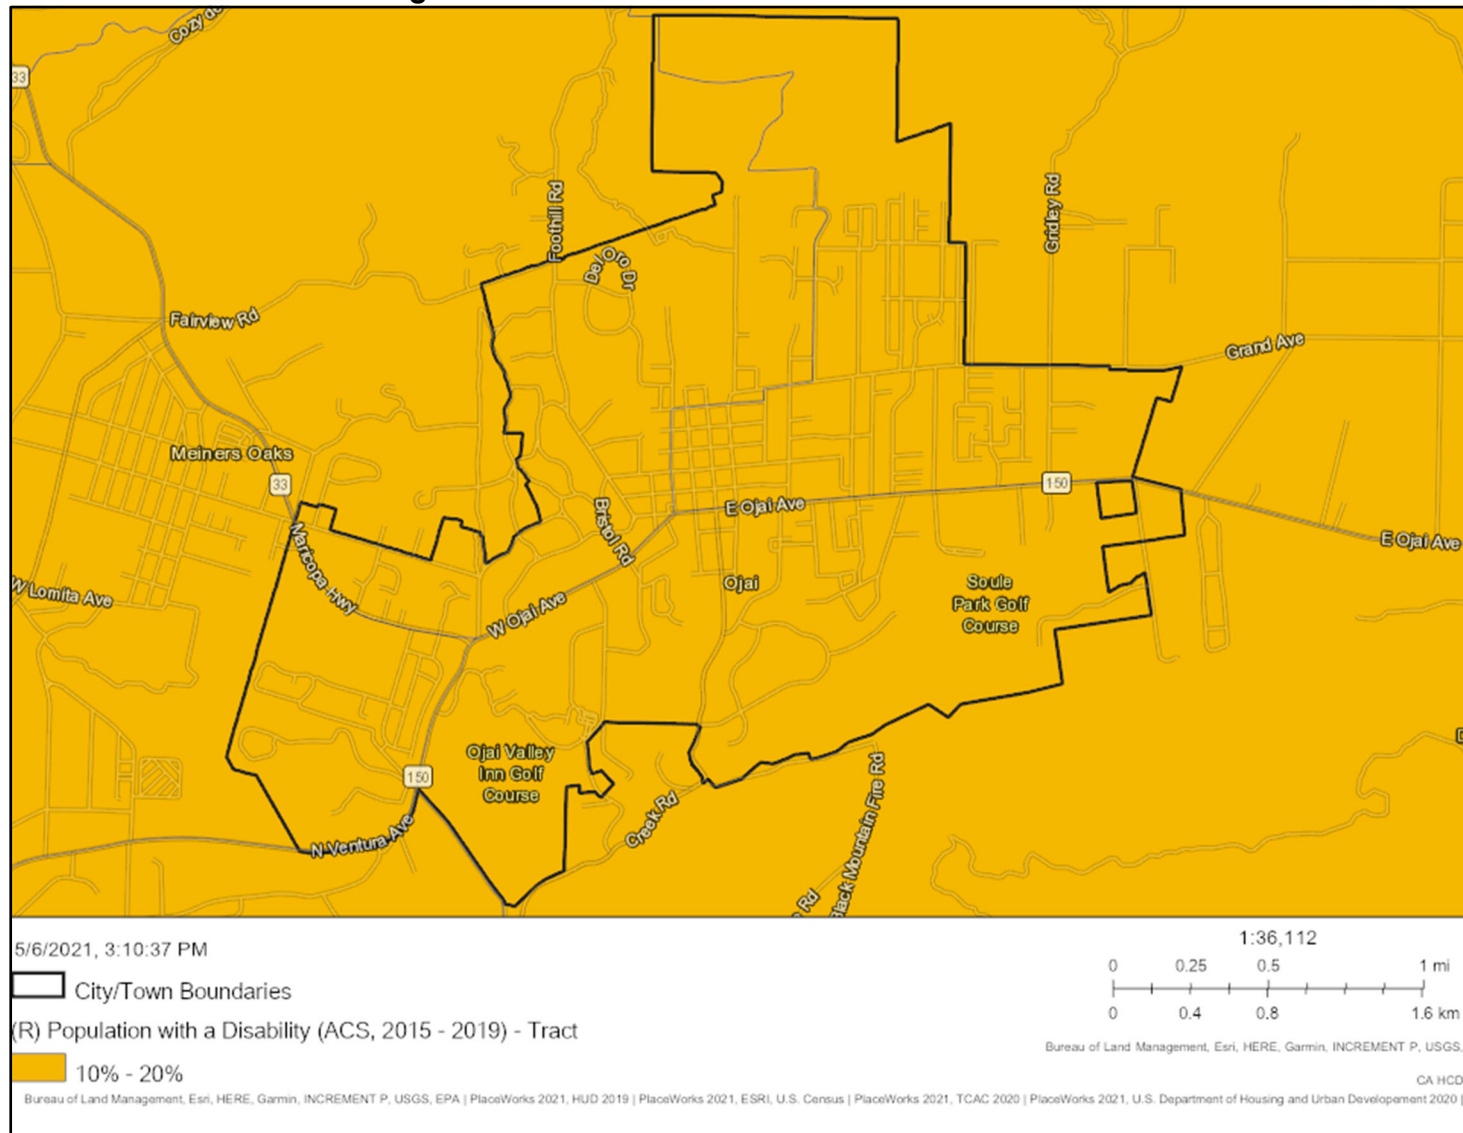 Cozy
33
Foothill Rd
Del Oro Dr
Gridley Rd
Fairview Rd
Grand Ave
Meiners Oaks
33
150
E Ojai Ave
Bristol Rd
E Ojai Ave
Maricopa Hwy
W Lomita Ave
Ojai
Soule
Park Golf
Course
W Ojai Ave
Ojai Valley
Inn Golf
Course
150
N Ventura Ave
Creek Rd
Black Mountain Fire Rd
Rd
5/6/2021, 3:10:37 PM
1:36,112
0 0.25 0.5 1 mi
City/Town Boundaries
0 0.4 0.8 1.6 km
(R) Population with a Disability (ACS, 2015 - 2019) - Tract
Bureau of Land Management, Esri, HERE, Garmin, INCREMENT P, USGS,
10% - 20%
CA HCD
Bureau of Land Management, Esri, HERE, Garmin, INCREMENT P, USGS, EPA | PlaceWorks 2021, HUD 2019 | PlaceWorks 2021, ESRI, U.S. Census | PlaceWorks 2021, TCAC 2020 | PlaceWorks 2021, U.S. Department of Housing and Urban Developement 2020 |